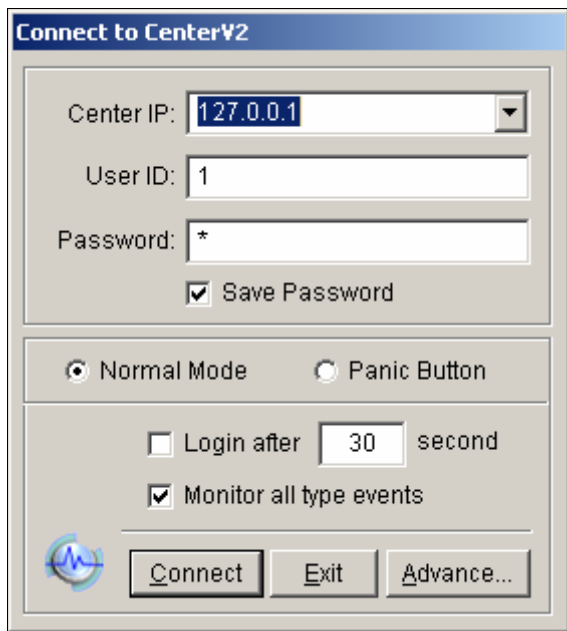 Connect to CenterV2
Center IP: 127.0.0.1
User ID: 1
Password: *
Save Password
Normal Mode Panic Button
Login after 30 second
Monitor all type events
Connect Exit Advance...